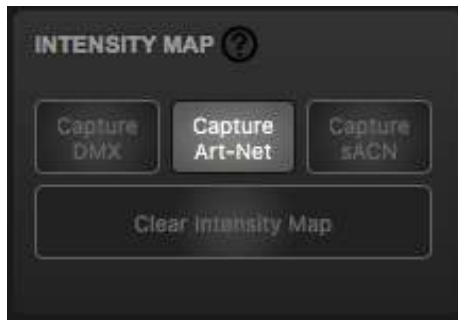 INTENSITY MAP ?
Capture
DMX
Capture
Art-Net
Capture
sACN
Clear Intensity Map